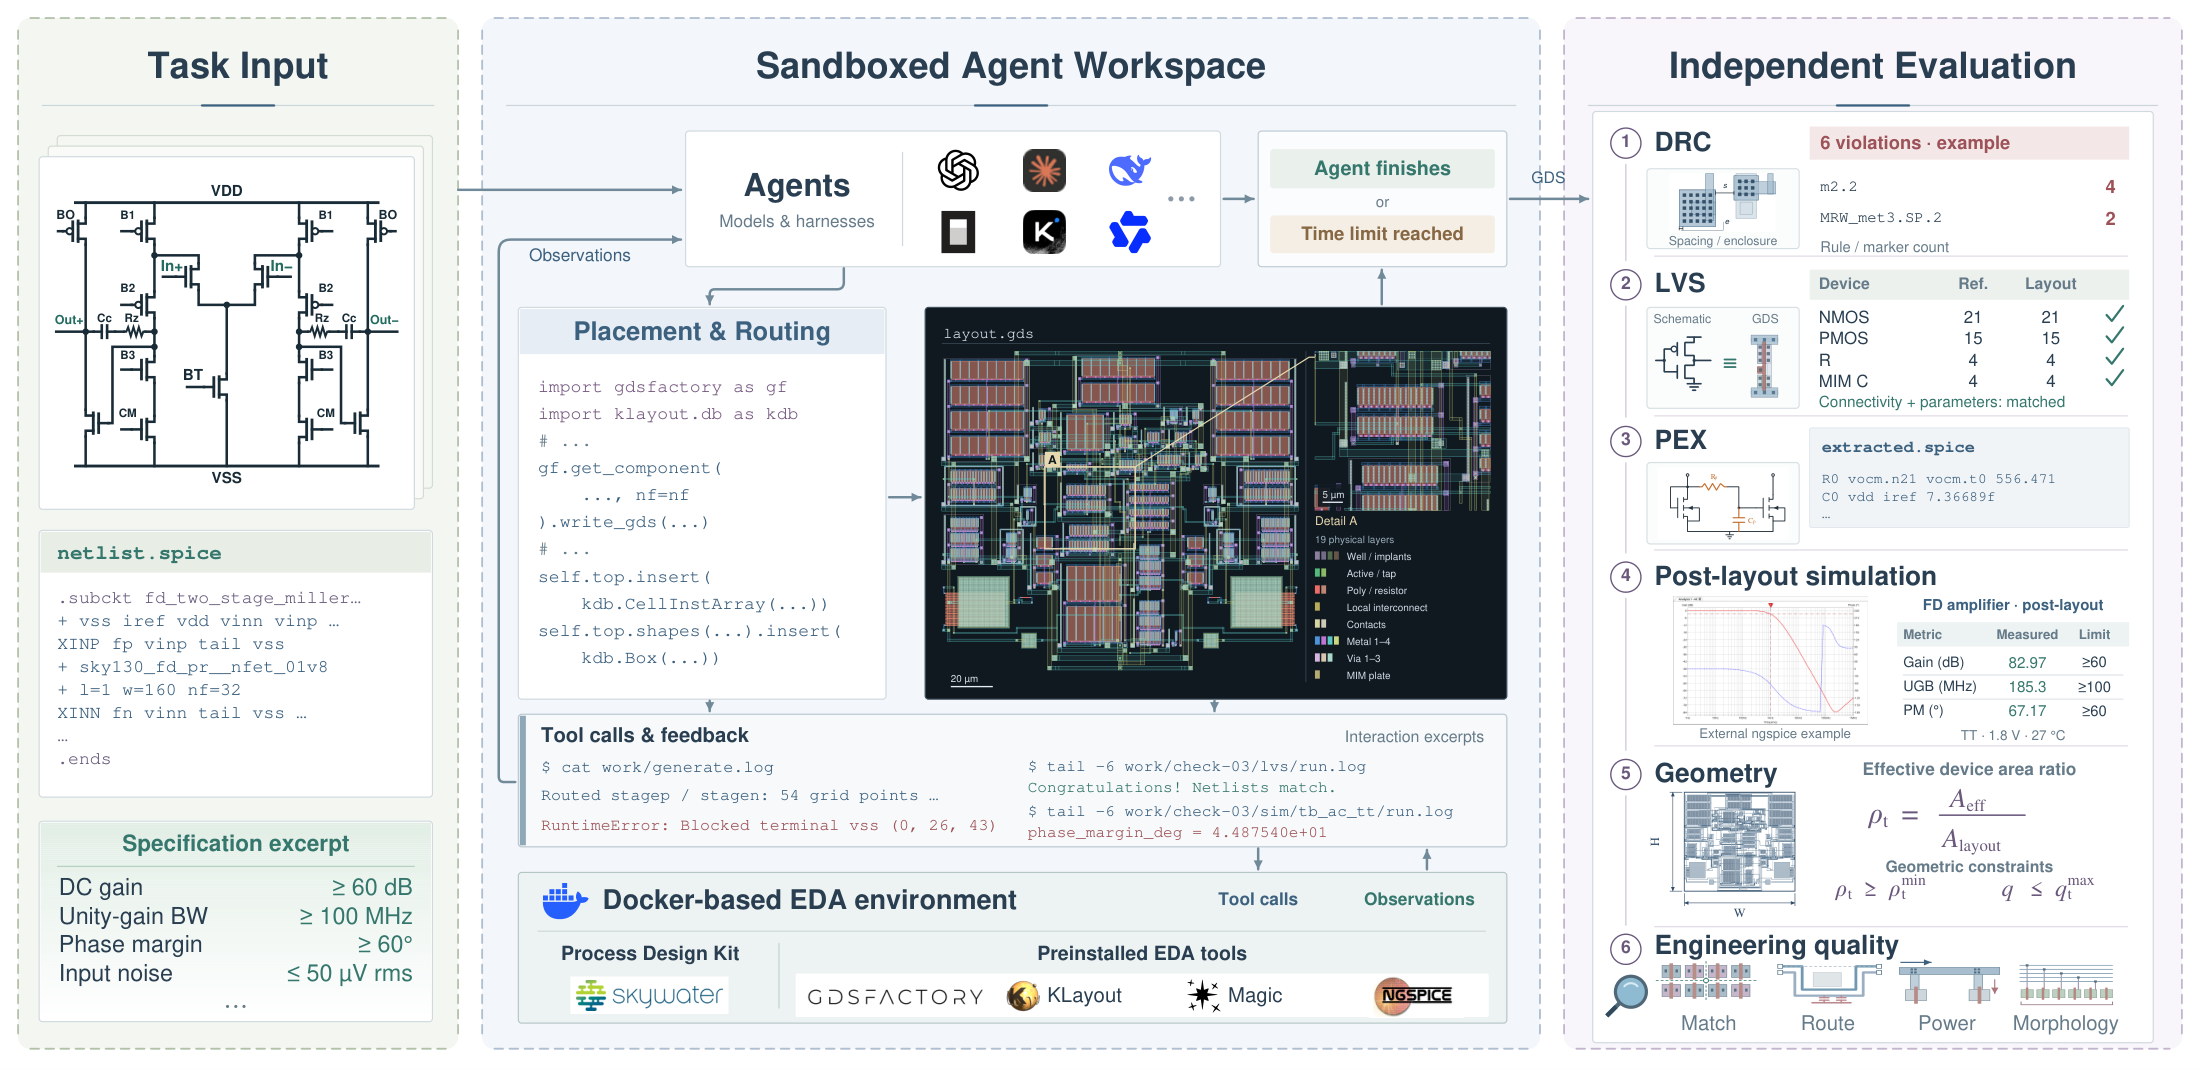 Task Input
VDD
BO B1 B1 BO
In+ In−
B2 B2
Out+ Cc Rz Rz Cc Out−
B3 B3
BT
CM CM
VSS
netlist.spice
.subckt fd_two_stage_miller…
+ vss iref vdd vinn vinp …
XINP fp vinp tail vss
+ sky130_fd_pr__nfet_01v8
+ l=1 w=160 nf=32
XINN fn vinn tail vss …
…
.ends
Specification excerpt
DC gain ≥ 60 dB
Unity-gain BW ≥ 100 MHz
Phase margin ≥ 60°
Input noise ≤ 50 µV rms
…
Sandboxed Agent Workspace
Agents
Models & harnesses
K
...
Agent finishes
or
Time limit reached
GDS
Observations
Placement & Routing
import gdsfactory as gf
import klayout.db as kdb
# ...
gf.get_component(
..., nf=nf
).write_gds(...)
# ...
self.top.insert(
kdb.CellInstArray(...))
self.top.shapes(...).insert(
kdb.Box(...))
layout.gds
A
20 µm
5 µm
Detail A
19 physical layers
Well / implants
Active / tap
Poly / resistor
Local interconnect
Contacts
Metal 1–4
Via 1–3
MIM plate
Tool calls & feedback
Interaction excerpts
$ cat work/generate.log
Routed stagep / stagen: 54 grid points …
RuntimeError: Blocked terminal vss (0, 26, 43)
$ tail -6 work/check-03/lvs/run.log
Congratulations! Netlists match.
$ tail -6 work/check-03/sim/tb_ac_tt/run.log
phase_margin_deg = 4.487540e+01
Docker-based EDA environment
Tool calls
Observations
Process Design Kit
skywater
Preinstalled EDA tools
GDSFACTORY
KLayout
Magic
NGSPICE
Independent Evaluation
1 DRC
6 violations · example
m2.2 4
MRW_met3.SP.2 2
Rule / marker count
s
e
Spacing / enclosure
2 LVS
Device Ref. Layout
NMOS 21 21 ✓
PMOS 15 15 ✓
R 4 4 ✓
MIM C 4 4 ✓
Connectivity + parameters: matched
Schematic GDS
≡
3 PEX
extracted.spice
R0 vocm.n21 vocm.t0 556.471
C0 vdd iref 7.36689f
…
4 Post-layout simulation
FD amplifier · post-layout
Metric Measured Limit
Gain (dB) 82.97 ≥60
UGB (MHz) 185.3 ≥100
PM (°) 67.17 ≥60
TT · 1.8 V · 27 °C
External ngspice example
5 Geometry
H
W
Effective device area ratio
ρt = Aeff / Alayout
Geometric constraints
ρt ≥ ρt^min q ≤ qt^max
6 Engineering quality
Match Route Power Morphology